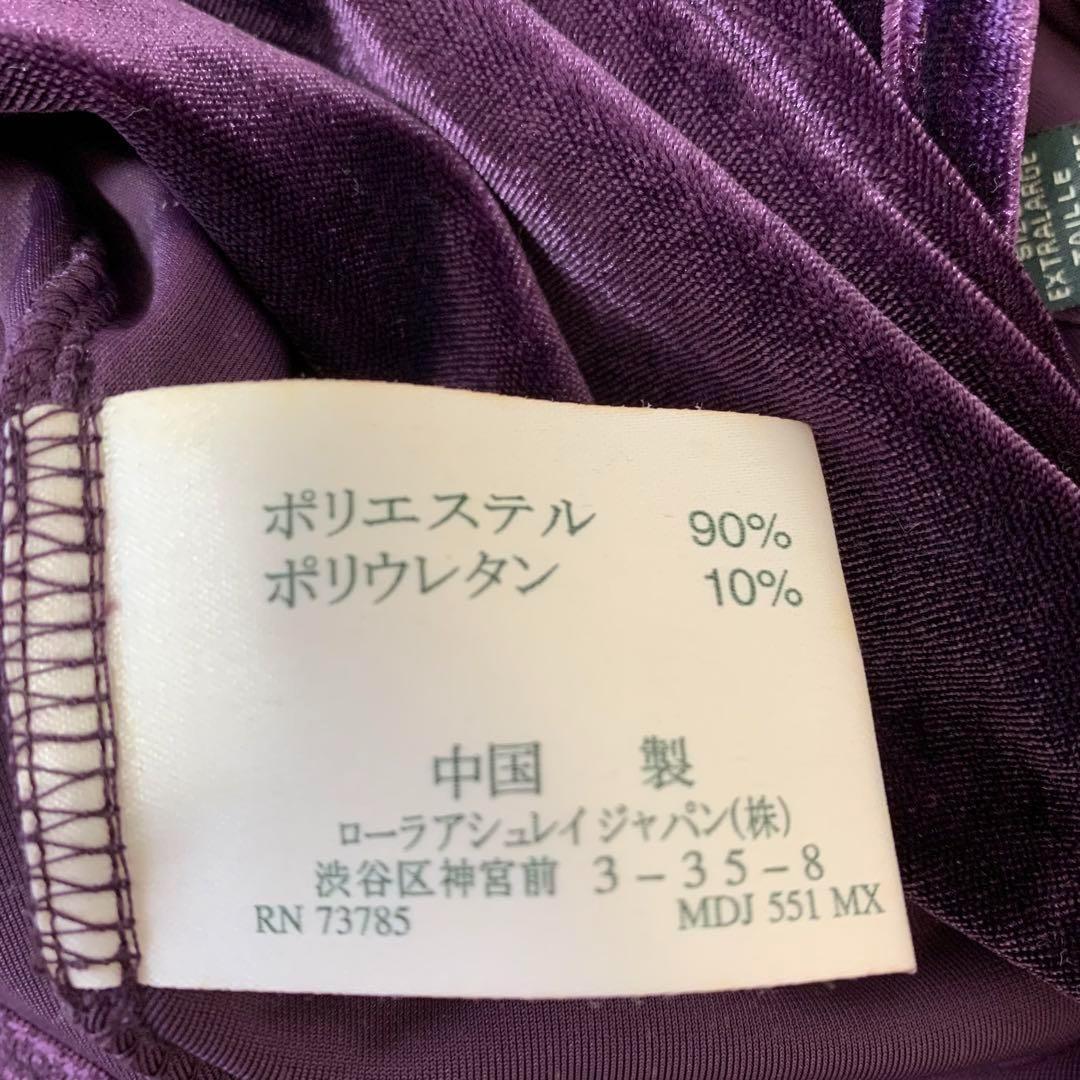 ポリエステル 90%
ポリウレタン 10%
中国 製
ローラアシュレイジャパン(株)
渋谷区神宮前 3-35-8
RN 73785 MDJ 551 MX
EXTRALARGE
TAILLE